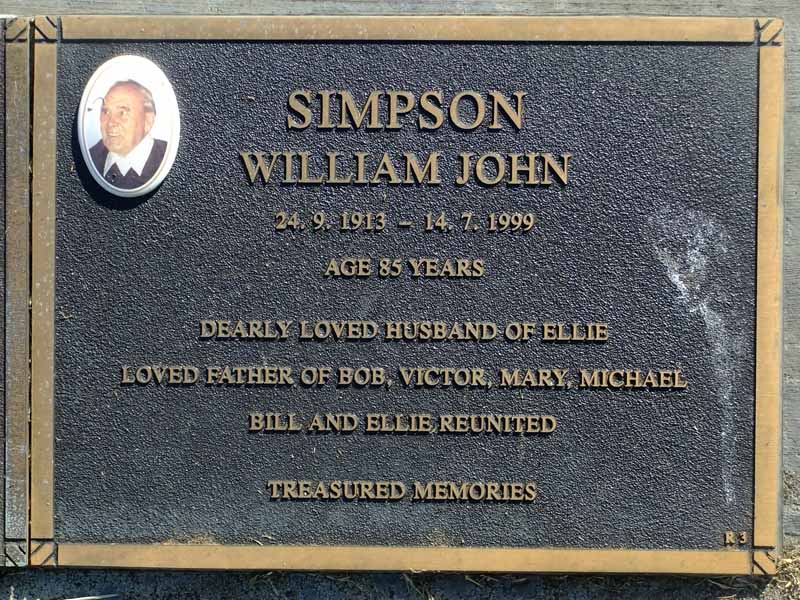 SIMPSON
WILLIAM JOHN
24. 9. 1913 – 14. 7. 1999
AGE 85 YEARS
DEARLY LOVED HUSBAND OF ELLIE
LOVED FATHER OF BOB, VICTOR, MARY, MICHAEL
BILL AND ELLIE REUNITED
TREASURED MEMORIES
R 3